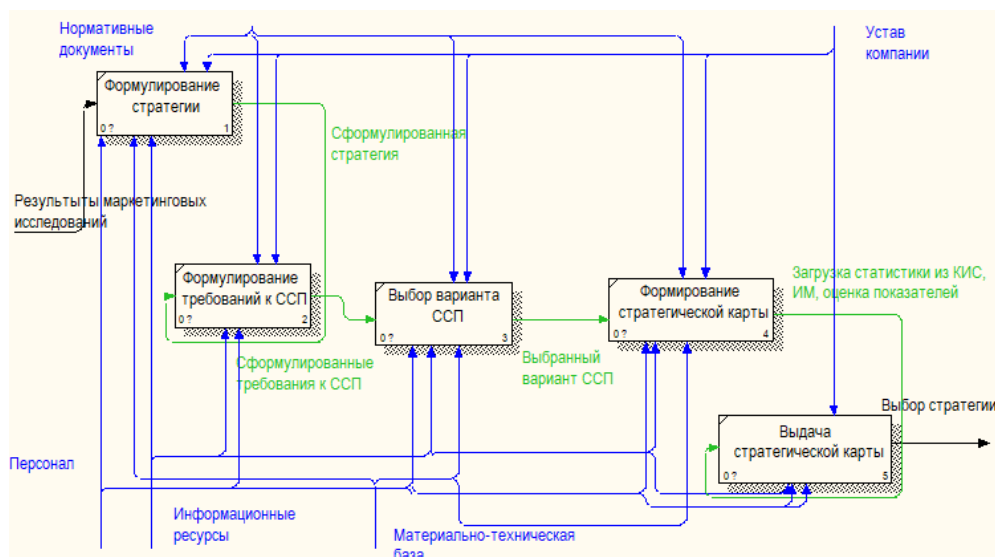 Нормативные
документы
Устав
компании
Формулирование
стратегии
0 ?
1
Сформулированная
стратегия
Результыты маркетинговых
исследований
Формулирование
требований к ССП
0 ?
2
Выбор варианта
ССП
0 ?
3
Формирование
стратегической карты
0 ?
4
Загрузка статистики из КИС,
ИМ, оценка показателей
Сформулированные
требования к ССП
Выбранный
вариант ССП
Выбор стратегии
Выдача
стратегической карты
0 ?
5
Персонал
Информационные
ресурсы
Материально-техническая
база